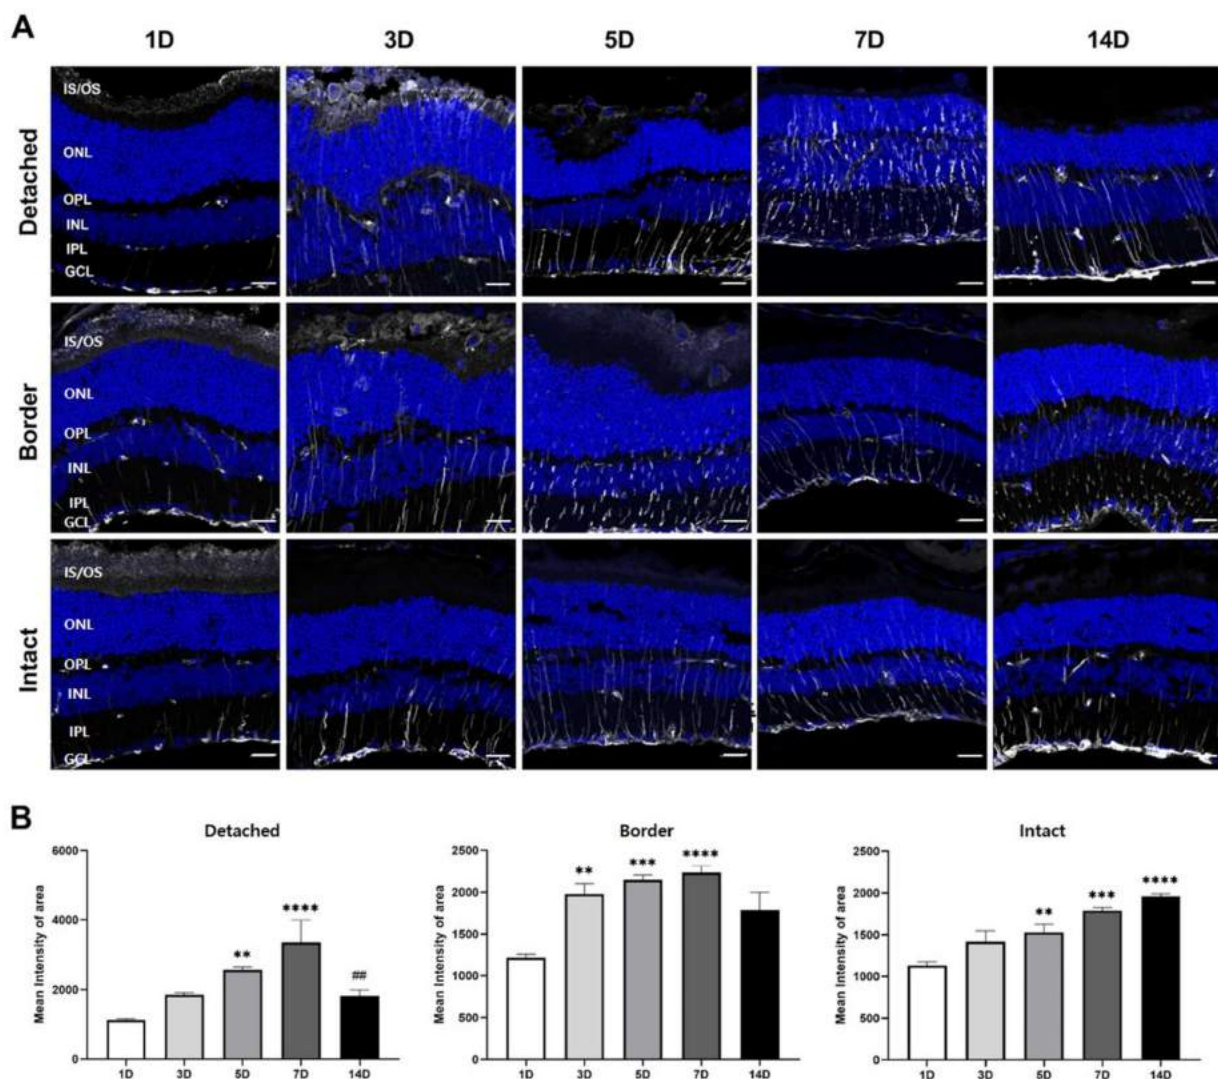 A
1D 3D 5D 7D 14D
Detached
IS/OS
ONL
OPL
INL
IPL
GCL
Border
IS/OS
ONL
OPL
INL
IPL
GCL
Intact
IS/OS
ONL
OPL
INL
IPL
GCL
B
Detached
Mean Intensity of area
6000
4000
2000
0
**
****
##
1D 3D 5D 7D 14D
Border
Mean Intensity of area
2500
2000
1500
1000
500
0
**
***
****
1D 3D 5D 7D 14D
Intact
Mean Intensity of area
2500
2000
1500
1000
500
0
**
***
****
1D 3D 5D 7D 14D